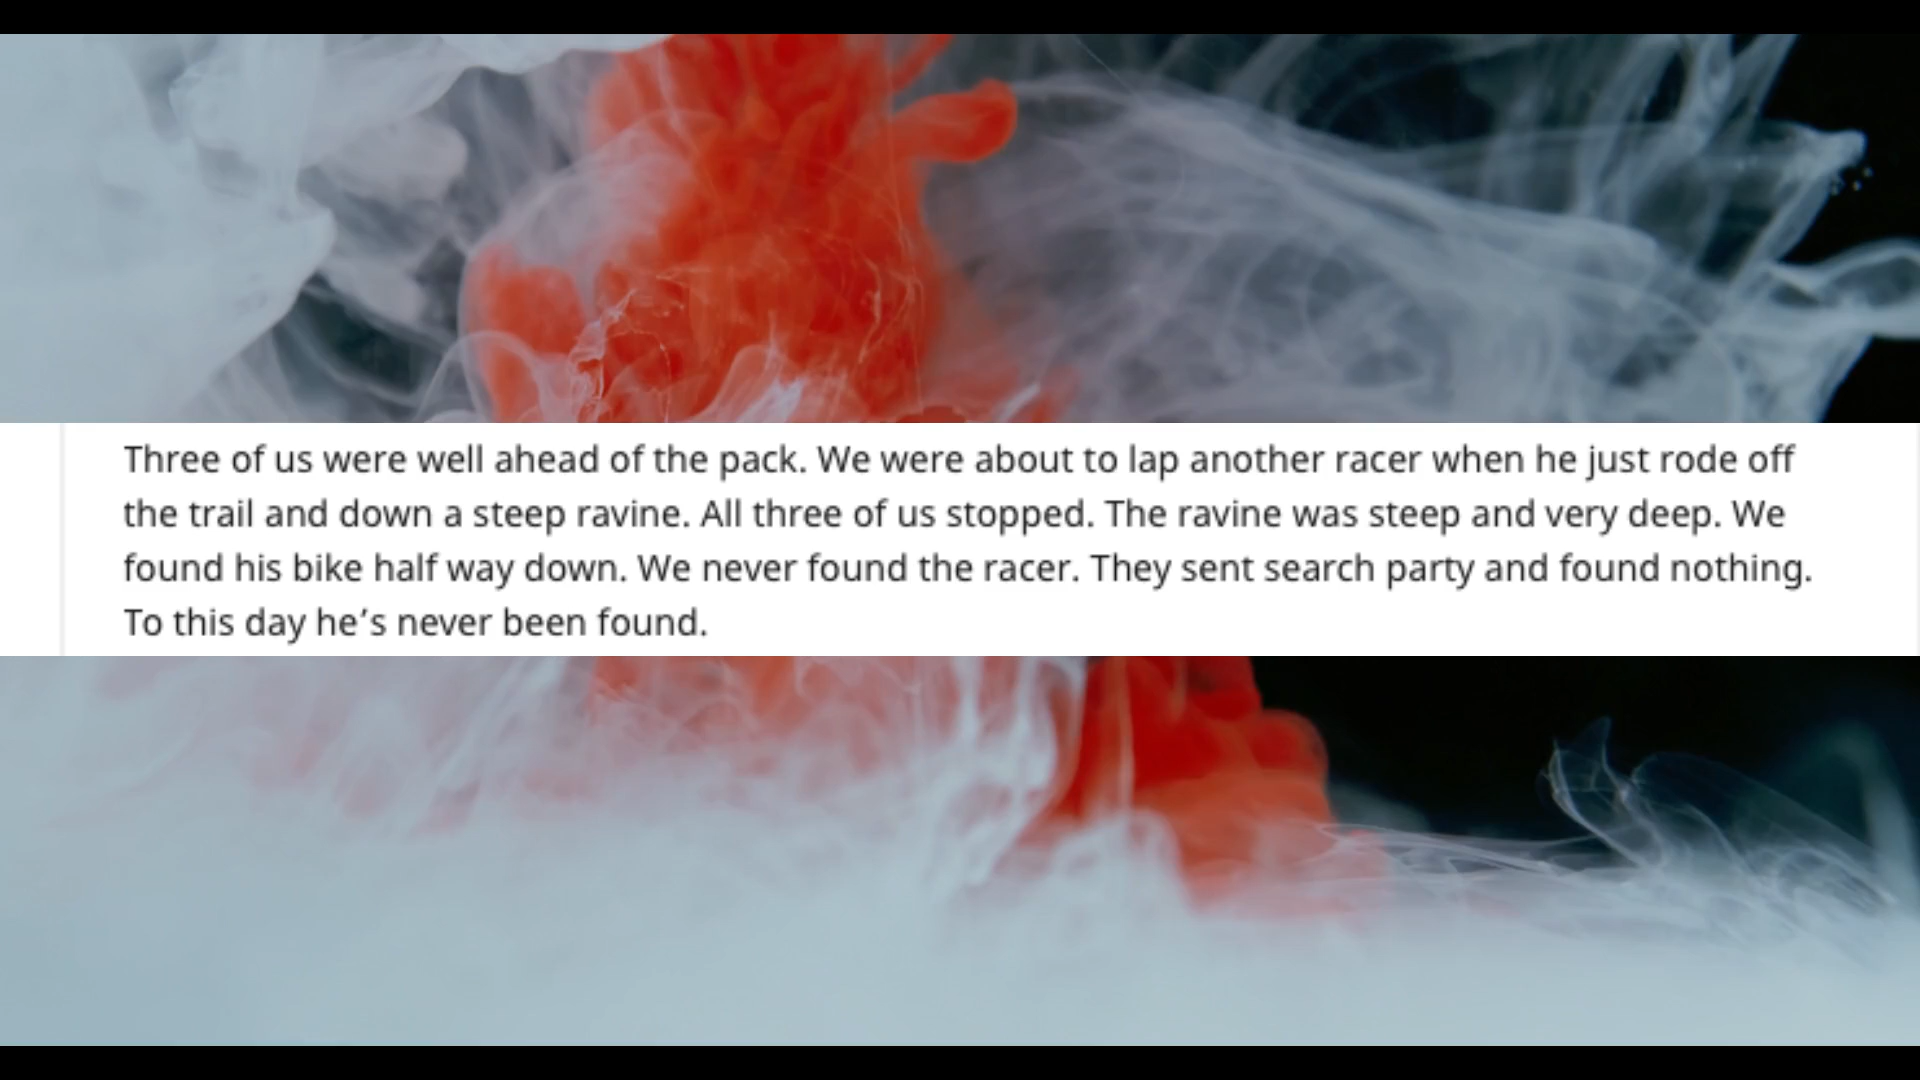 Three of us were well ahead of the pack. We were about to lap another racer when he just rode off
the trail and down a steep ravine. All three of us stopped. The ravine was steep and very deep. We
found his bike half way down. We never found the racer. They sent search party and found nothing.
To this day he’s never been found.